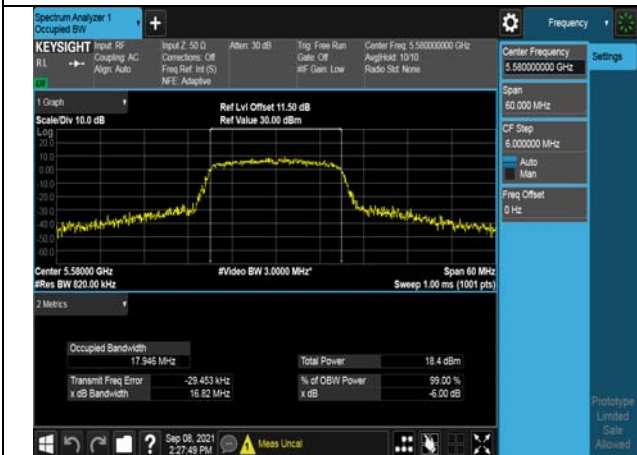 Spectrum Analyzer 1
Occupied BW
+
Frequency
KEYSIGHT
RL
Input: RF
Coupling: AC
Align: Auto
Input Z: 50 Ω
Corrections: Off
Freq Ref: Int (S)
NFE: Adaptive
Atten: 30 dB
Trig: Free Run
Gate: Off
#IF Gain: Low
Center Freq: 5.580000000 GHz
Avg|Hold: 10/10
Radio Std: None
Center Frequency
5.580000000 GHz
Settings
Span
60.000 MHz
CF Step
6.000000 MHz
Auto
Man
Freq Offset
0 Hz
1 Graph
Scale/Div 10.0 dB
Ref Lvl Offset 11.50 dB
Ref Value 30.00 dBm
Log
20.0
10.0
0.00
-10.0
-20.0
-30.0
-40.0
-50.0
-60.0
Center 5.58000 GHz
#Res BW 820.00 kHz
#Video BW 3.0000 MHz*
Span 60 MHz
Sweep 1.00 ms (1001 pts)
2 Metrics
Occupied Bandwidth
17.946 MHz
Total Power
18.4 dBm
Transmit Freq Error
-29.453 kHz
% of OBW Power
99.00 %
x dB Bandwidth
16.82 MHz
x dB
-6.00 dB
Prototype
Limited
Sale
Allowed
?
Sep 08, 2021
2:27:49 PM
Meas Uncal